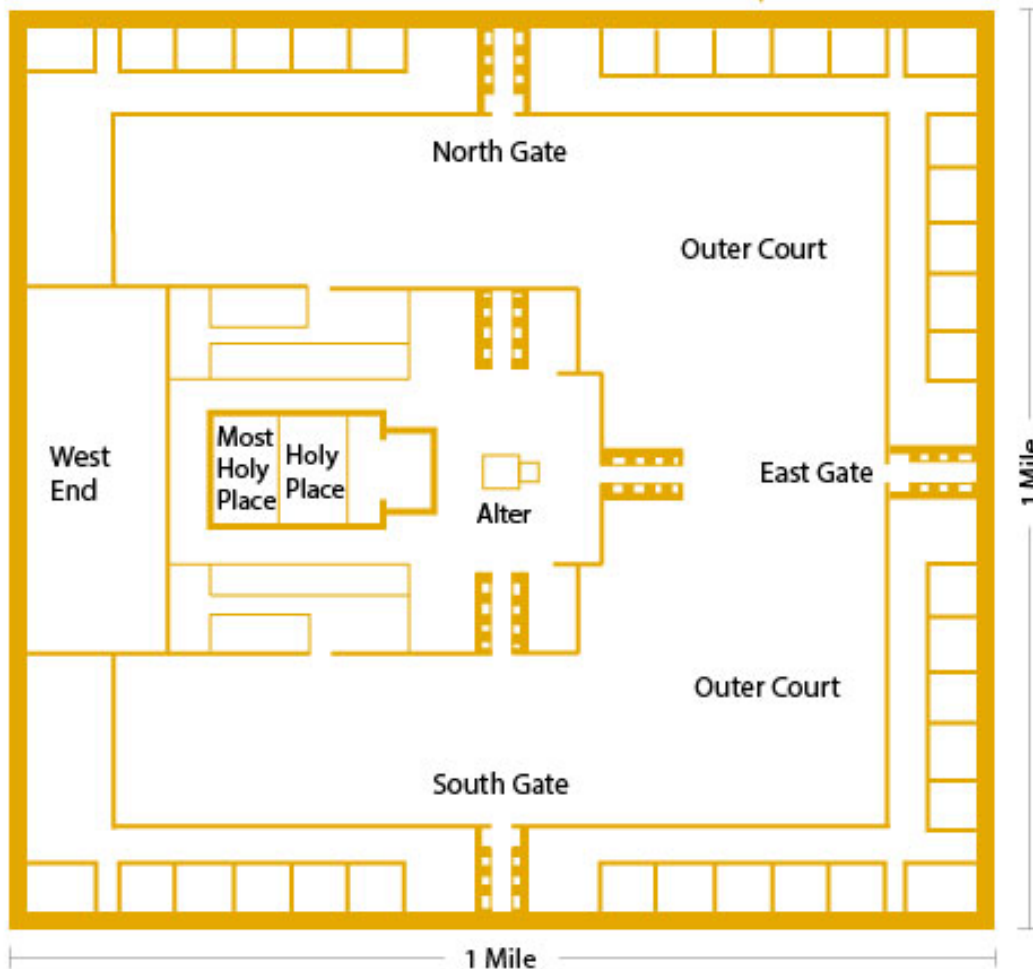 North Gate
Outer Court
Most
Holy
Place
Holy
Place
West
End
East Gate
1 Mile
Alter
Outer Court
South Gate
1 Mile